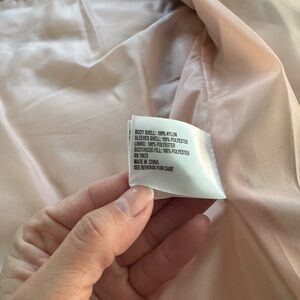 BODY SHELL: 100% NYLON
SLEEVES SHELL: 100% POLYESTER
LINING: 100% POLYESTER
BODY/HOOD FILL: 100% POLYESTER
RN 73673
MADE IN CHINA
SEE REVERSE FOR CARE